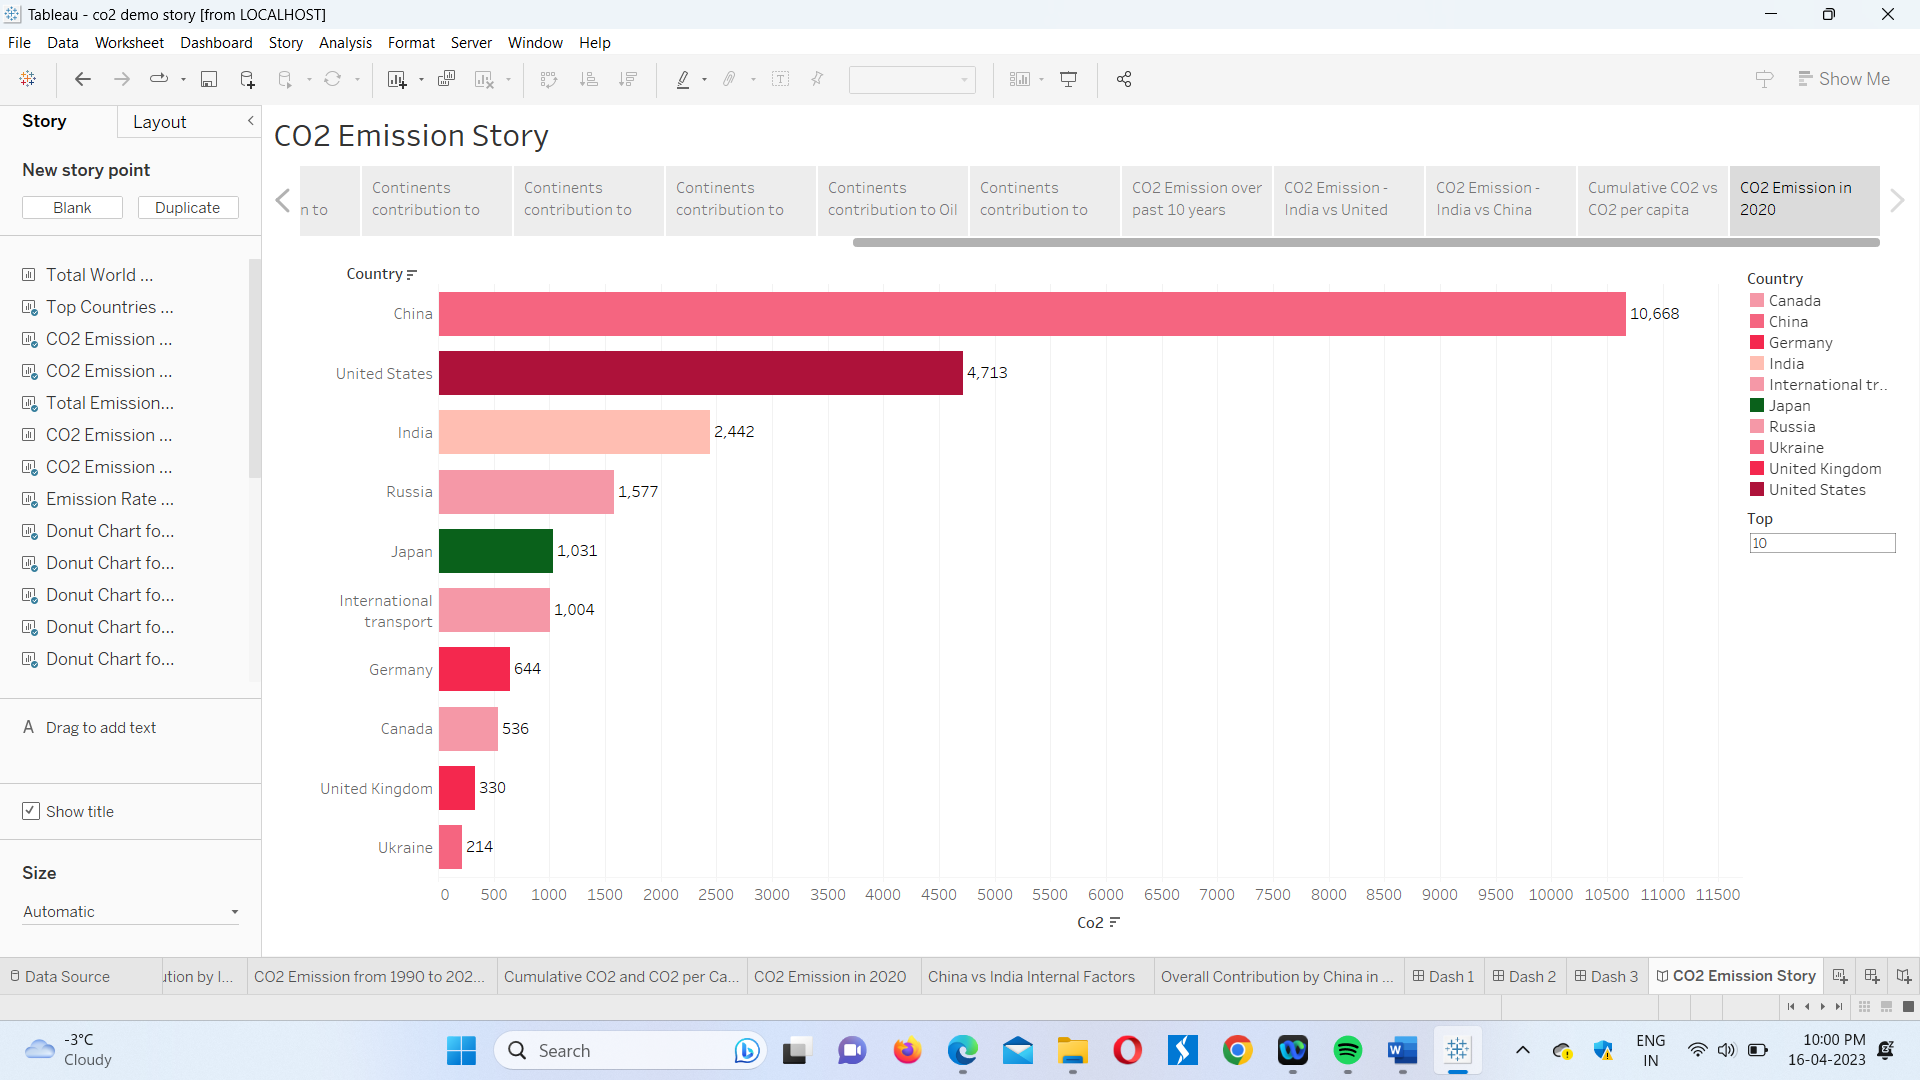 Tableau - co2 demo story [from LOCALHOST]
File Data Worksheet Dashboard Story Analysis Format Server Window Help
Show Me
Story Layout
New story point
Blank Duplicate
Total World ...
Top Countries ...
CO2 Emission ...
CO2 Emission ...
Total Emission...
CO2 Emission ...
CO2 Emission ...
Emission Rate ...
Donut Chart fo...
Donut Chart fo...
Donut Chart fo...
Donut Chart fo...
Donut Chart fo...
A Drag to add text
Show title
Size
Automatic
CO2 Emission Story
n to
Continents
contribution to
Continents
contribution to
Continents
contribution to
Continents
contribution to Oil
Continents
contribution to
CO2 Emission over
past 10 years
CO2 Emission -
India vs United
CO2 Emission -
India vs China
Cumulative CO2 vs
CO2 per capita
CO2 Emission in
2020
Country
China 10,668
United States 4,713
India 2,442
Russia 1,577
Japan 1,031
International
transport 1,004
Germany 644
Canada 536
United Kingdom 330
Ukraine 214
0 500 1000 1500 2000 2500 3000 3500 4000 4500 5000 5500 6000 6500 7000 7500 8000 8500 9000 9500 10000 10500 11000 11500
Co2
Country
Canada
China
Germany
India
International tr..
Japan
Russia
Ukraine
United Kingdom
United States
Top
10
Data Source ution by I... CO2 Emission from 1990 to 202... Cumulative CO2 and CO2 per Ca... CO2 Emission in 2020 China vs India Internal Factors Overall Contribution by China in ... Dash 1 Dash 2 Dash 3 CO2 Emission Story
-3°C
Cloudy
Search
ENG
IN
10:00 PM
16-04-2023